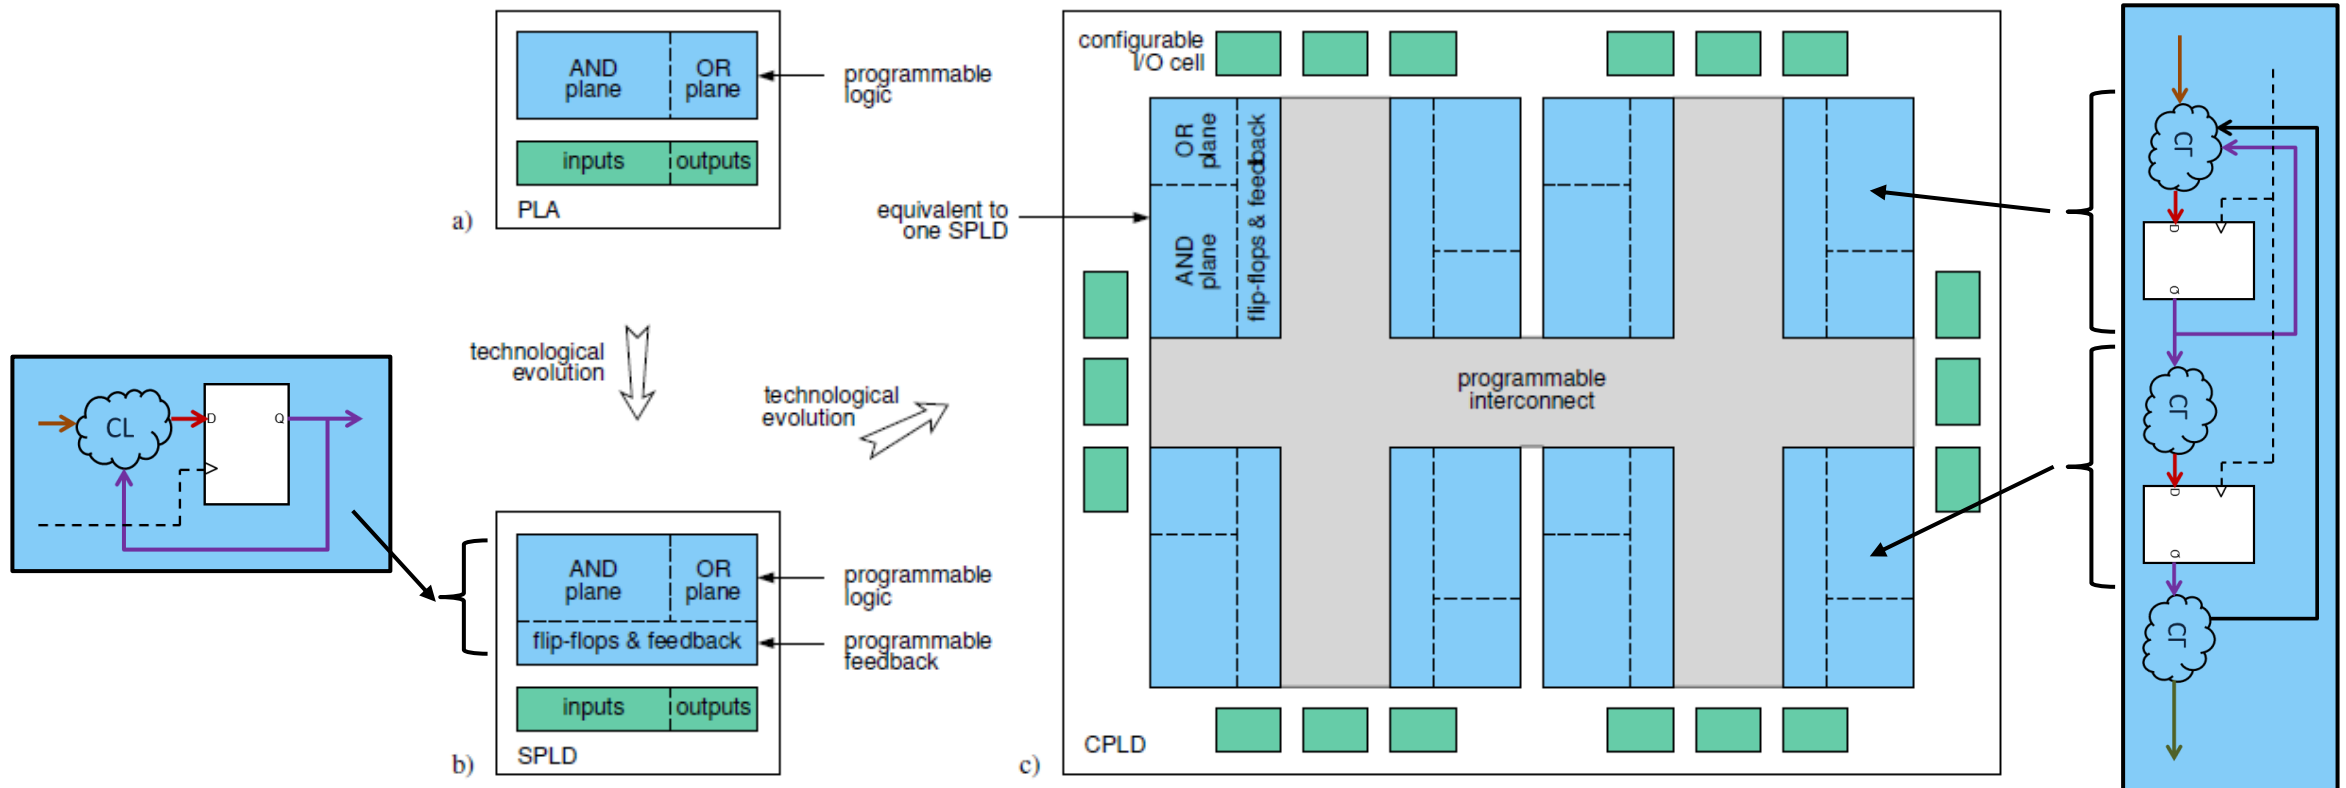 AND
plane
OR
plane
programmable
logic
inputs
outputs
PLA
a)
technological
evolution
technological
evolution
CL
D
Q
AND
plane
OR
plane
programmable
logic
flip-flops & feedback
programmable
feedback
inputs
outputs
SPLD
b)
configurable
I/O cell
OR
plane
AND
plane
flip-flops & feedback
equivalent to
one SPLD
programmable
interconnect
CPLD
c)
CL
D
Q
CL
D
Q
CL